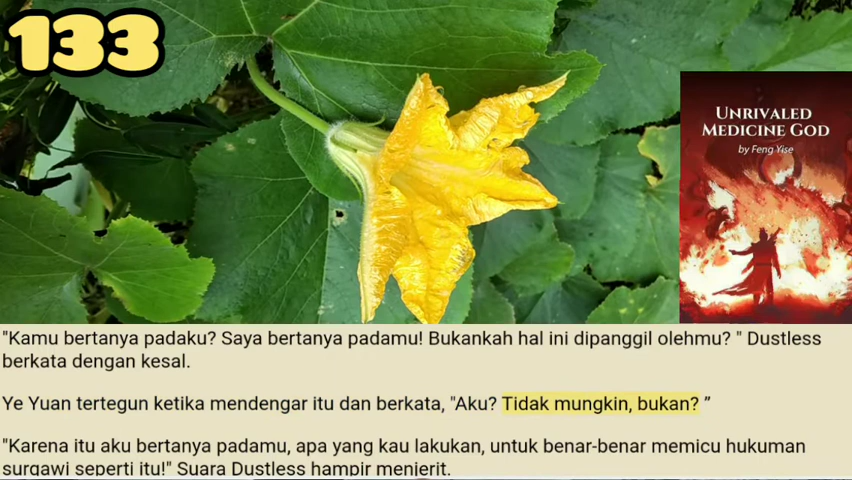 133
UNRIVALED
MEDICINE GOD
by Feng Yise
"Kamu bertanya padaku? Saya bertanya padamu! Bukankah hal ini dipanggil olehmu? " Dustless
berkata dengan kesal.
Ye Yuan tertegun ketika mendengar itu dan berkata, "Aku? Tidak mungkin, bukan? ”
"Karena itu aku bertanya padamu, apa yang kau lakukan, untuk benar-benar memicu hukuman
surgawi seperti itu!" Suara Dustless hampir menjerit.